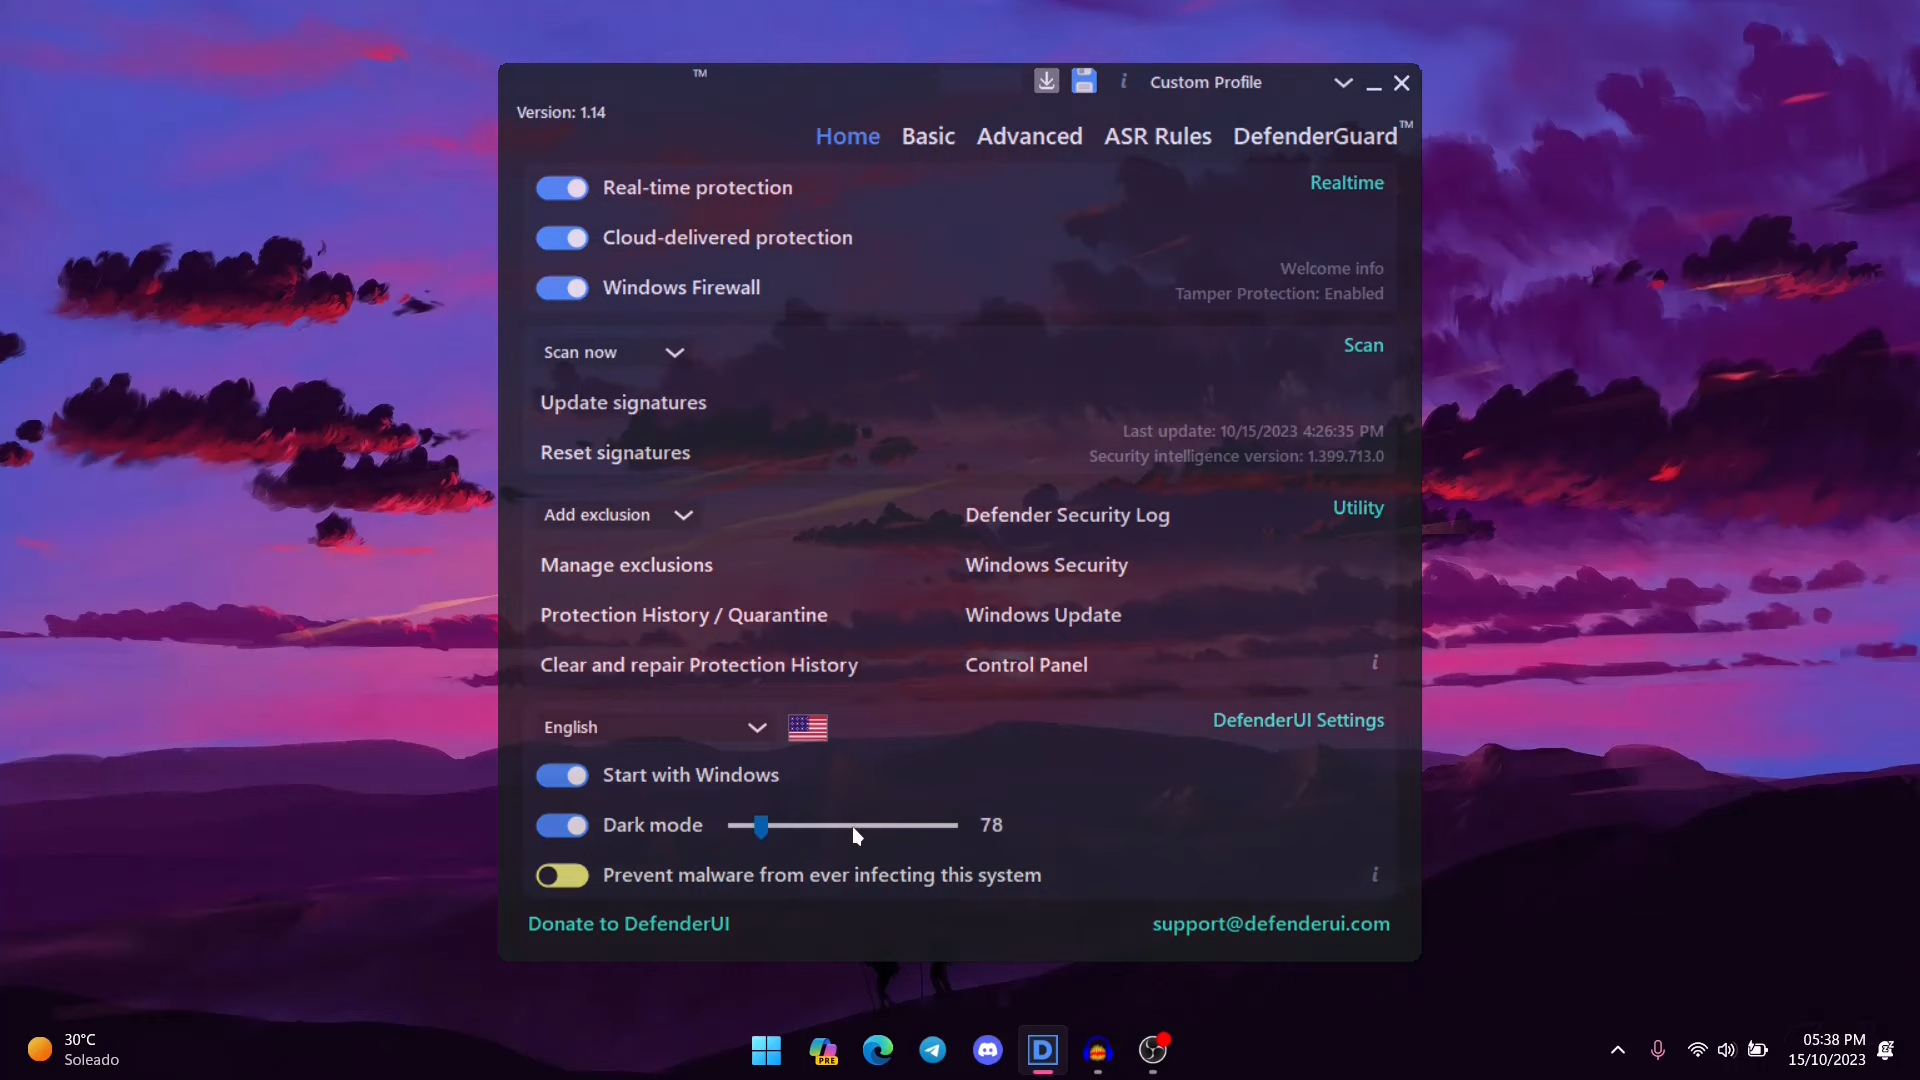 TM
i Custom Profile
Version: 1.14
Home Basic Advanced ASR Rules DefenderGuard TM
Real-time protection
Realtime
Cloud-delivered protection
Welcome info
Windows Firewall
Tamper Protection: Enabled
Scan now
Scan
Update signatures
Last update: 10/15/2023 4:26:35 PM
Reset signatures
Security intelligence version: 1.399.713.0
Add exclusion
Defender Security Log
Utility
Manage exclusions
Windows Security
Protection History / Quarantine
Windows Update
Clear and repair Protection History
Control Panel
i
English
DefenderUI Settings
Start with Windows
Dark mode
78
Prevent malware from ever infecting this system
i
Donate to DefenderUI
support@defenderui.com
30°C
Soleado
PRE
D
05:38 PM
15/10/2023